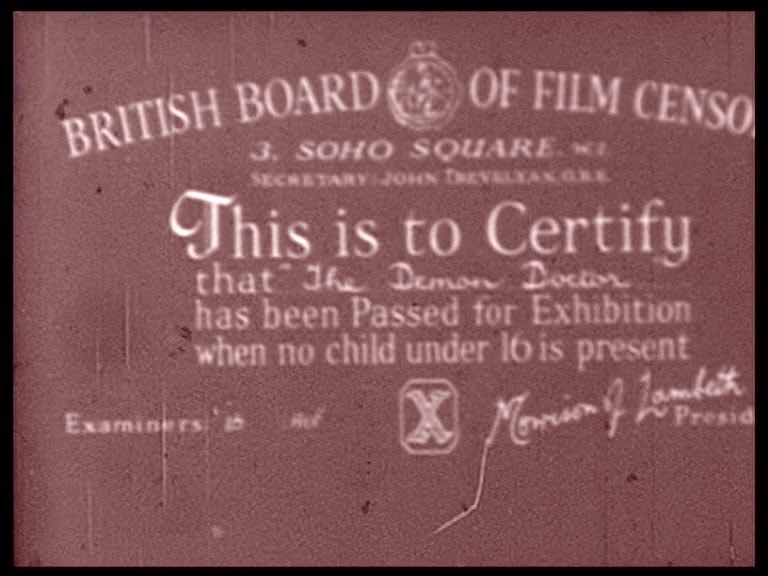 BRITISH BOARD OF FILM CENSO
3. SOHO SQUARE. W.1.
SECRETARY: JOHN TREVELYAN. O.B.E.
This is to Certify
that "The Demon Doctor
has been Passed for Exhibition
when no child under 16 is present
X
Morrison of Lambeth
Examiners
Presid